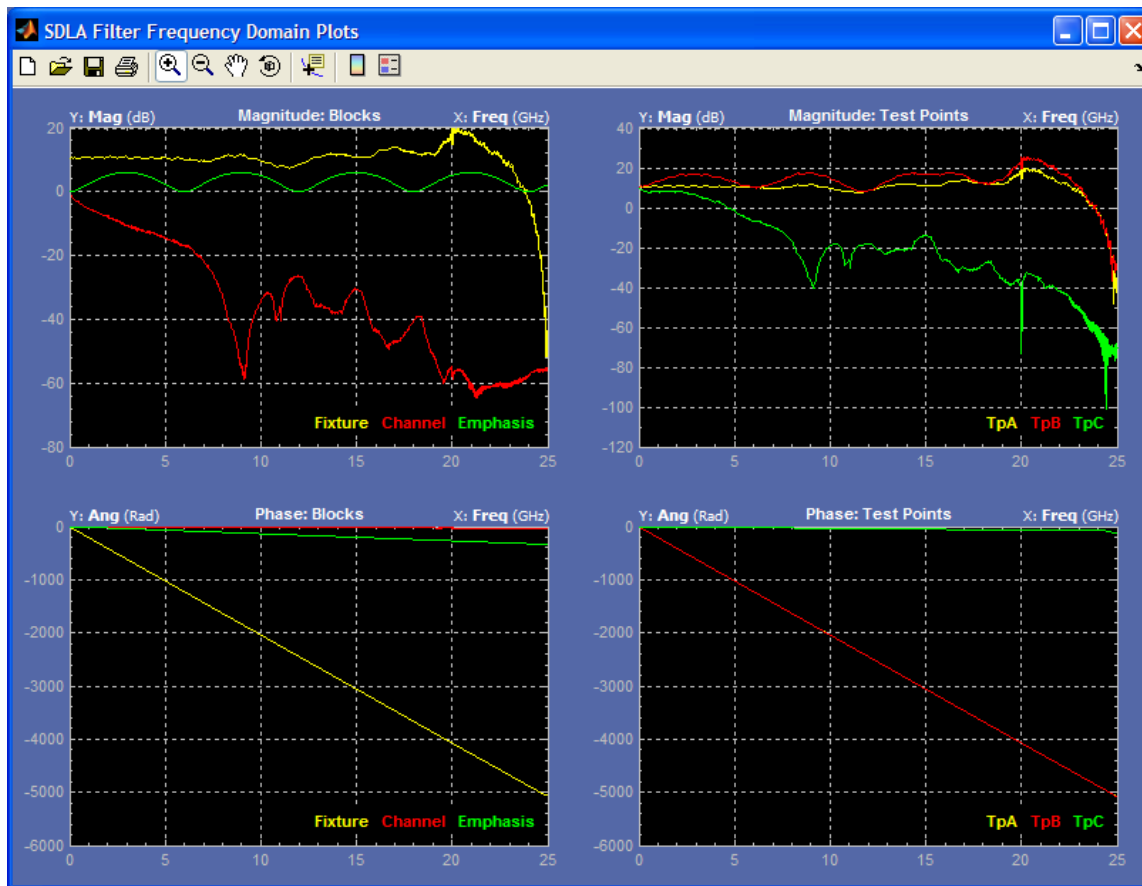 SDLA Filter Frequency Domain Plots
Y: Mag (dB) Magnitude: Blocks X: Freq (GHz)
20
0
-20
-40
-60
-80
Fixture Channel Emphasis
0 5 10 15 20 25
Y: Mag (dB) Magnitude: Test Points X: Freq (GHz)
40
20
0
-20
-40
-60
-80
-100
-120
TpA TpB TpC
0 5 10 15 20 25
Y: Ang (Rad) Phase: Blocks X: Freq (GHz)
0
-1000
-2000
-3000
-4000
-5000
-6000
Fixture Channel Emphasis
0 5 10 15 20 25
Y: Ang (Rad) Phase: Test Points X: Freq (GHz)
0
-1000
-2000
-3000
-4000
-5000
-6000
TpA TpB TpC
0 5 10 15 20 25